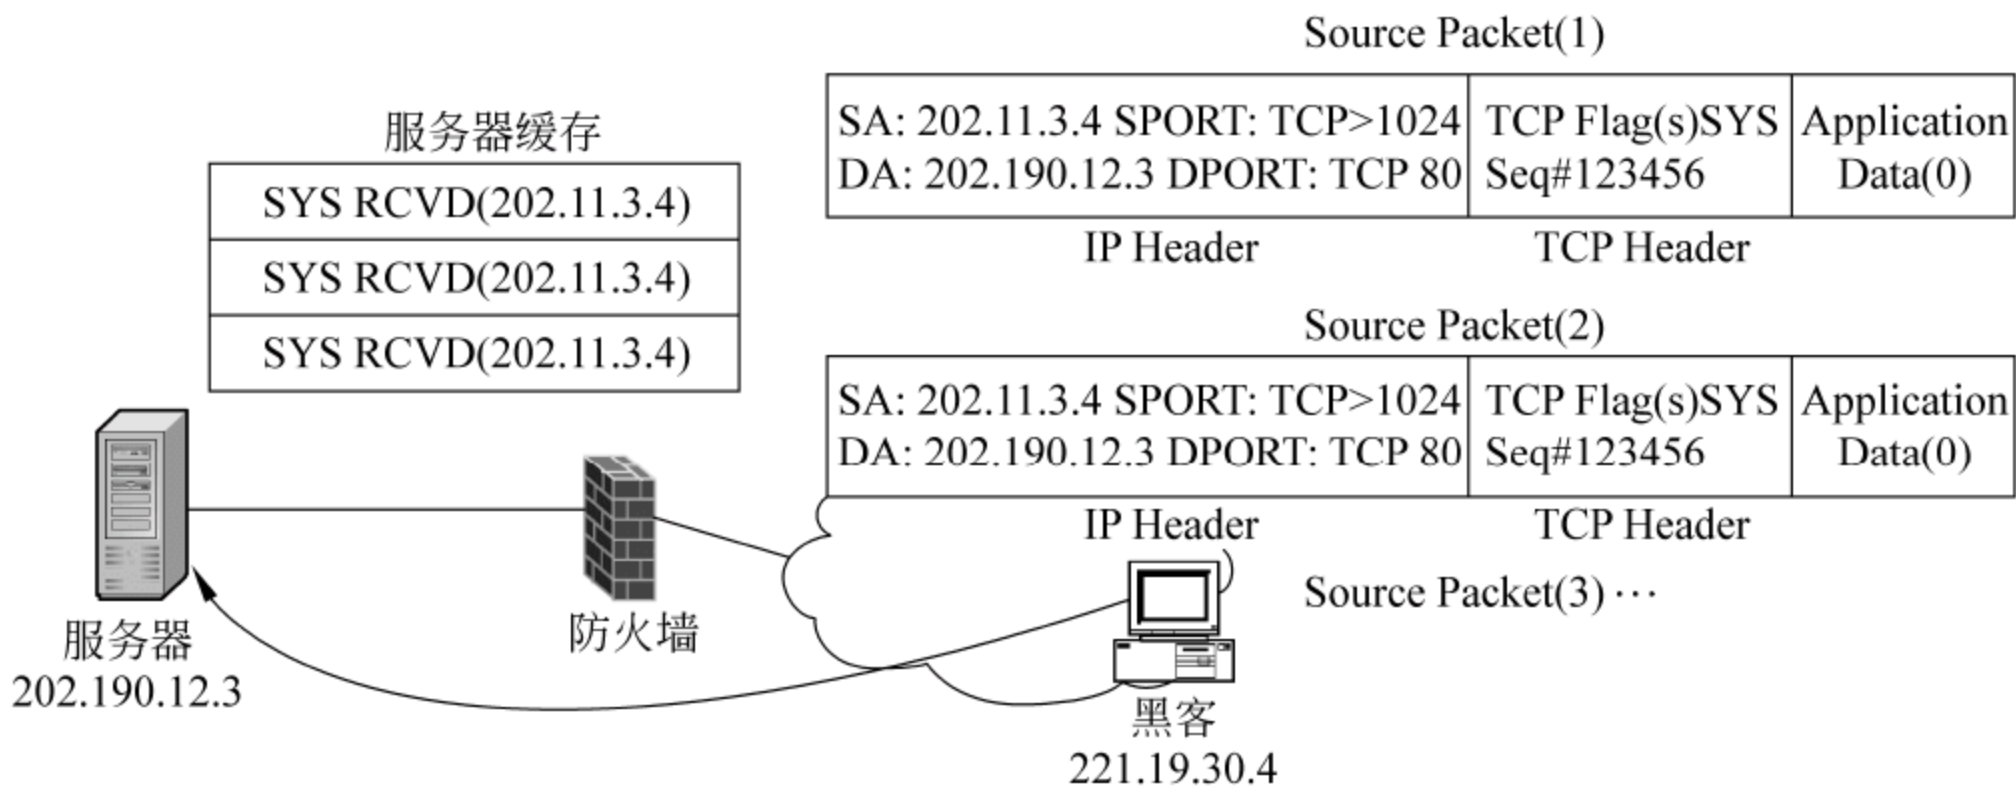 Source Packet(1)
SA: 202.11.3.4 SPORT: TCP>1024
DA: 202.190.12.3 DPORT: TCP 80
TCP Flag(s)SYS
Seq#123456
Application
Data(0)
IP Header
TCP Header
服务器缓存
SYS RCVD(202.11.3.4)
SYS RCVD(202.11.3.4)
SYS RCVD(202.11.3.4)
Source Packet(2)
SA: 202.11.3.4 SPORT: TCP>1024
DA: 202.190.12.3 DPORT: TCP 80
TCP Flag(s)SYS
Seq#123456
Application
Data(0)
IP Header
TCP Header
Source Packet(3)⋯
服务器
202.190.12.3
防火墙
黑客
221.19.30.4